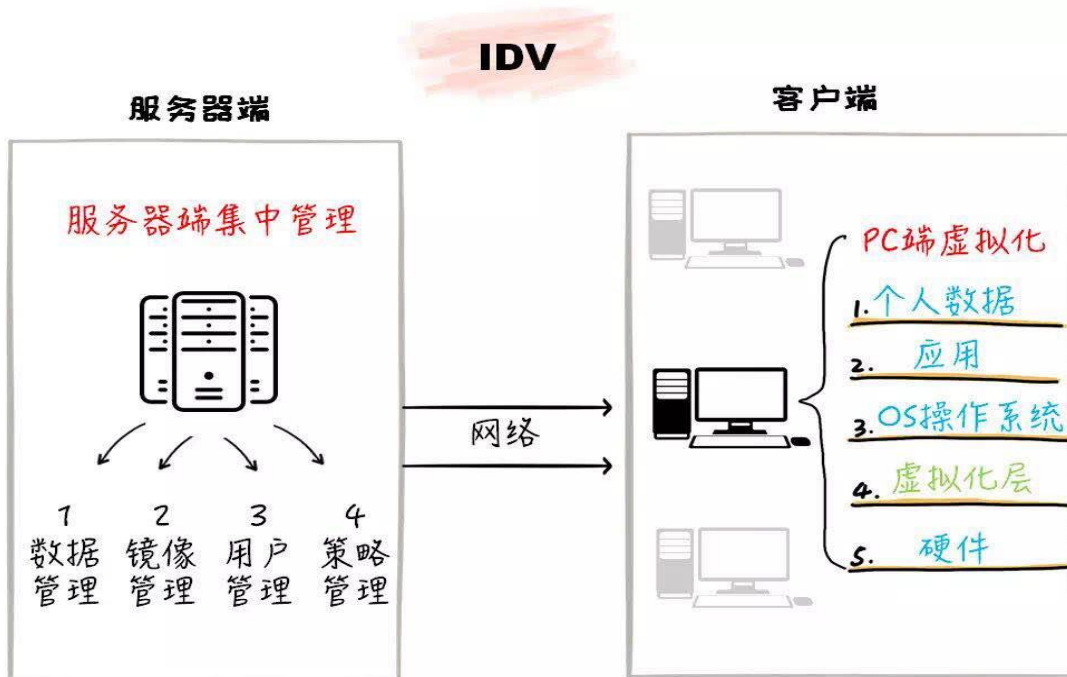 IDV
服务器端
客户端
服务器端集中管理
PC端虚拟化
1.个人数据
2. 应用
3.OS操作系统
4. 虚拟化层
5. 硬件
网络
1
数据
管理
2
镜像
管理
3
用户
管理
4
策略
管理